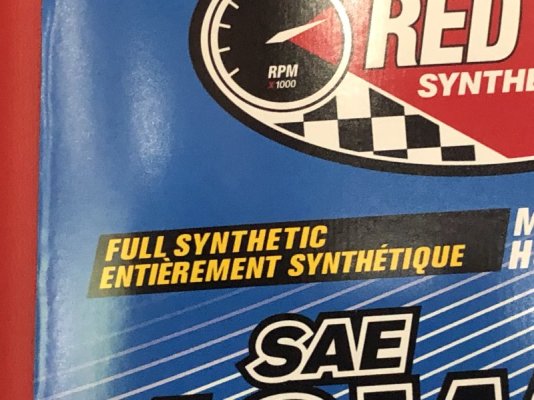 RED
SYNTHE
RPM
X1000
FULL SYNTHETIC
ENTIÈREMENT SYNTHÉTIQUE
M
H
SAE